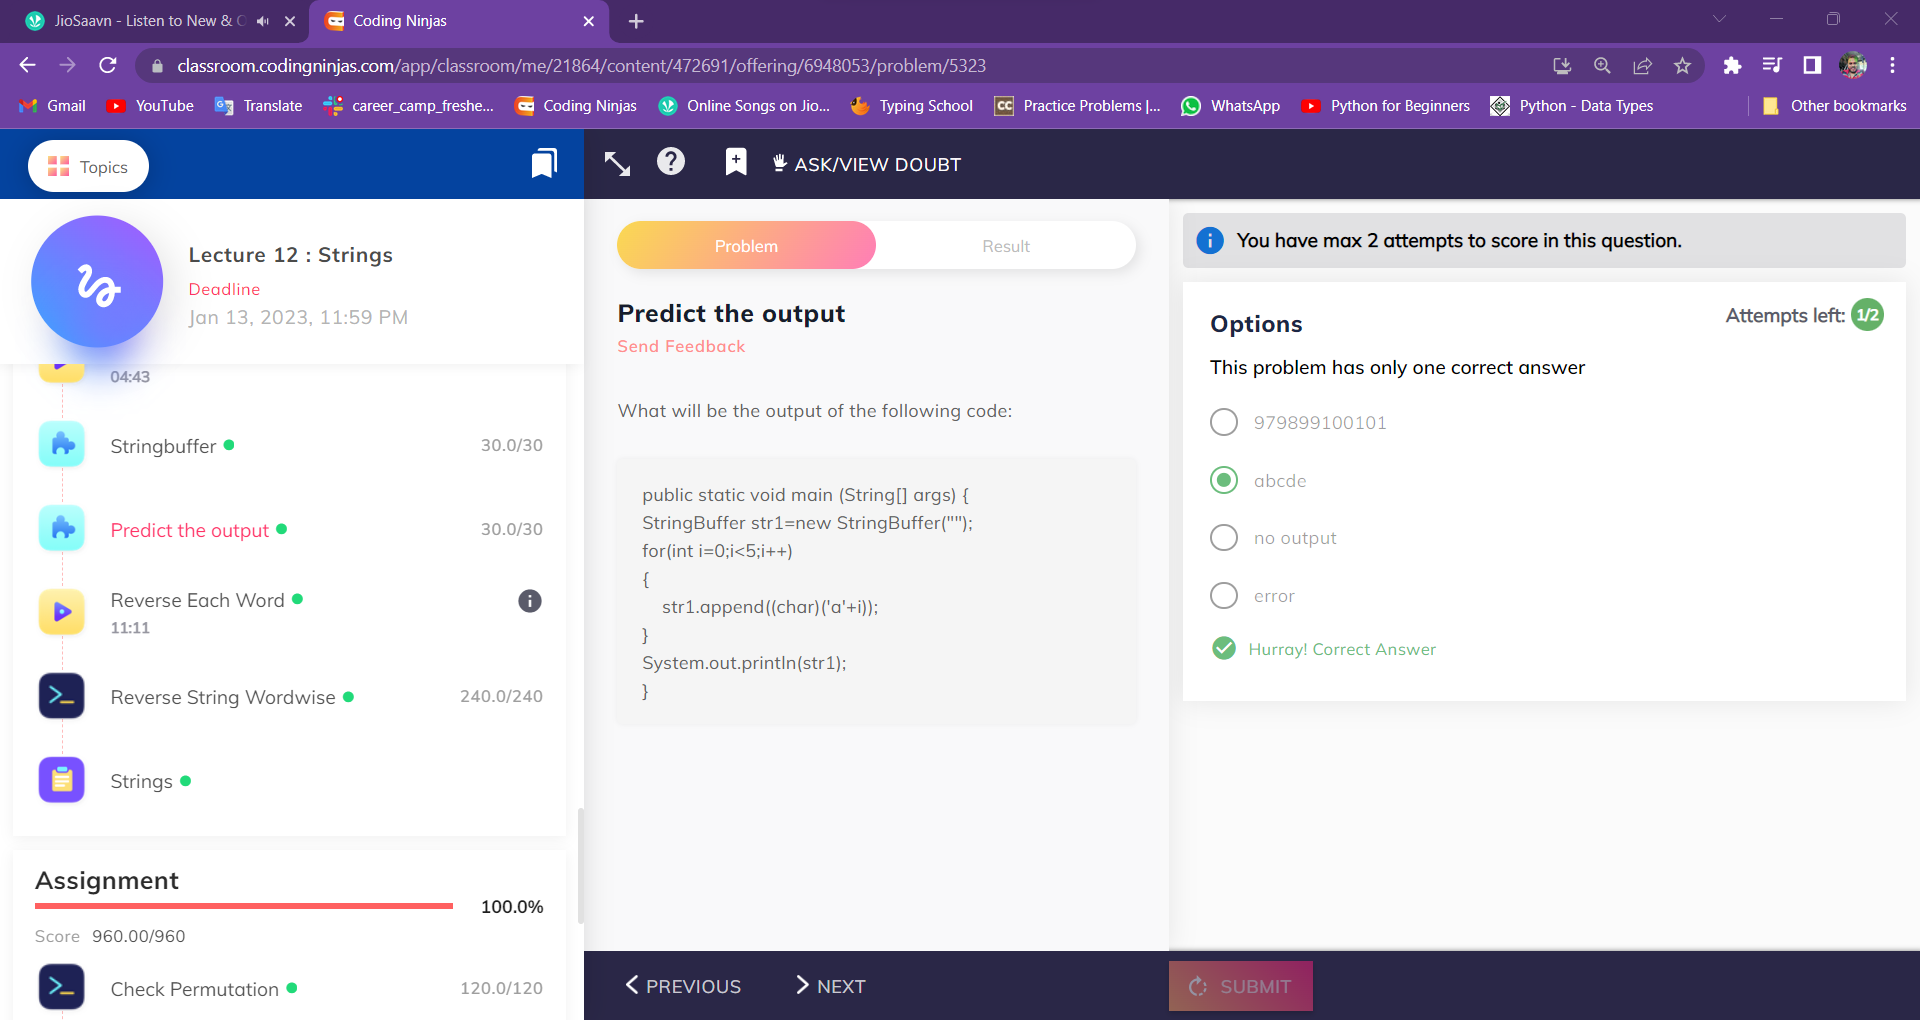 JioSaavn - Listen to New &
Coding Ninjas
classroom.codingninjas.com/app/classroom/me/21864/content/472691/offering/6948053/problem/5323
Gmail
YouTube
Translate
career_camp_freshe...
Coding Ninjas
Online Songs on Jio...
Typing School
CC
Practice Problems |...
WhatsApp
Python for Beginners
Python - Data Types
Other bookmarks
Topics
ASK/VIEW DOUBT
Lecture 12 : Strings
Deadline
Jan 13, 2023, 11:59 PM
04:43
Stringbuffer
30.0/30
Predict the output
30.0/30
Reverse Each Word
11:11
Reverse String Wordwise
240.0/240
Strings
Assignment
100.0%
Score 960.00/960
Check Permutation
120.0/120
Problem
Result
Predict the output
Send Feedback
What will be the output of the following code:
public static void main (String[] args) {
StringBuffer str1=new StringBuffer("");
for(int i=0;i<5;i++)
{
str1.append((char)('a'+i));
}
System.out.println(str1);
}
PREVIOUS
NEXT
You have max 2 attempts to score in this question.
Options
Attempts left: 1/2
This problem has only one correct answer
979899100101
abcde
no output
error
Hurray! Correct Answer
SUBMIT